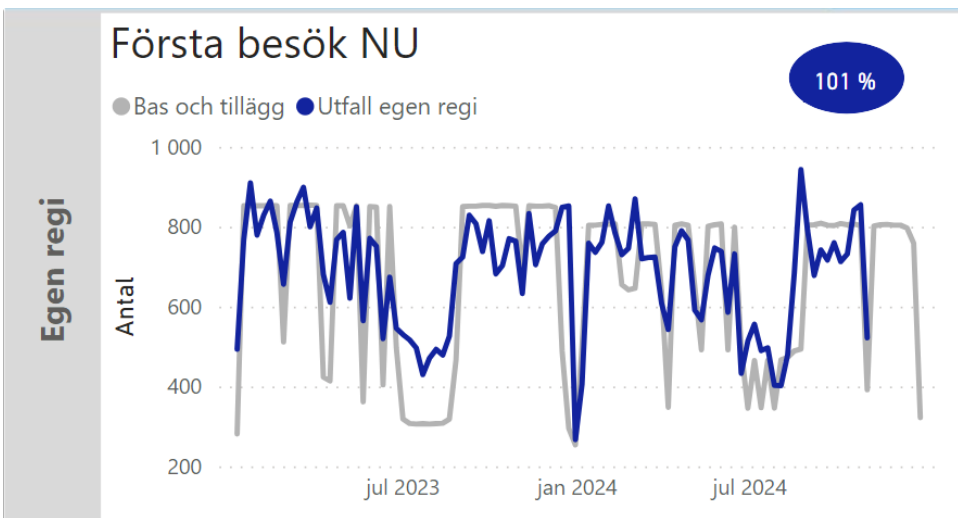 Första besök NU
101 %
Bas och tillägg Utfall egen regi
Egen regi
Antal
1 000
800
600
400
200
jul 2023 jan 2024 jul 2024